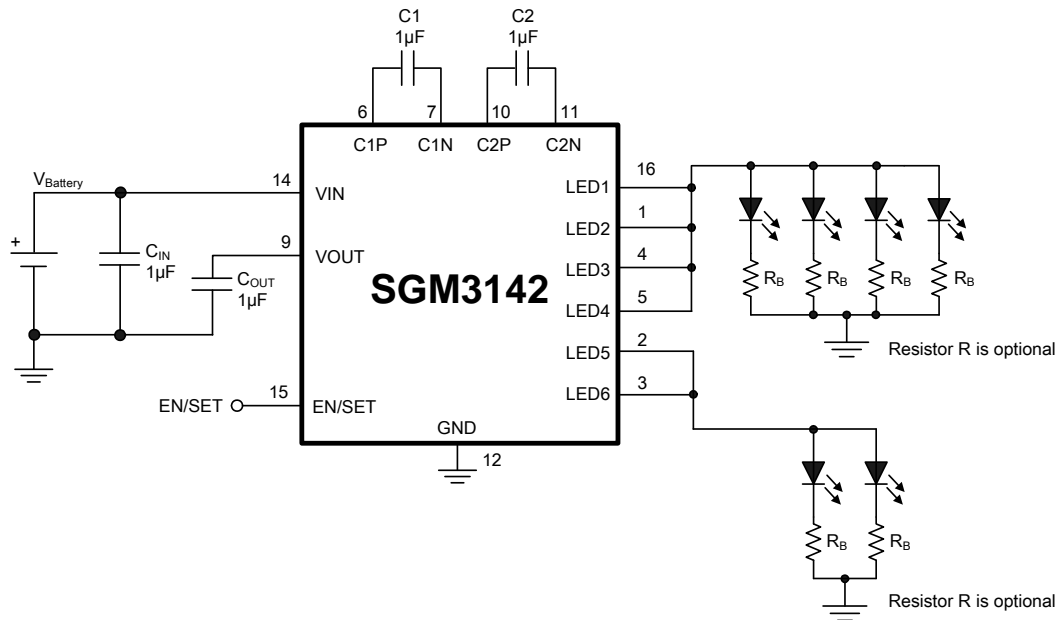 C1
1µF
C2
1µF
6
7
10
11
C1P
C1N
C2P
C2N
VBattery
14
VIN
+
CIN
1µF
9
VOUT
COUT
1µF
SGM3142
EN/SET
15
EN/SET
GND
12
LED1
16
LED2
1
LED3
4
LED4
5
LED5
2
LED6
3
RB
RB
RB
RB
Resistor R is optional
RB
RB
Resistor R is optional